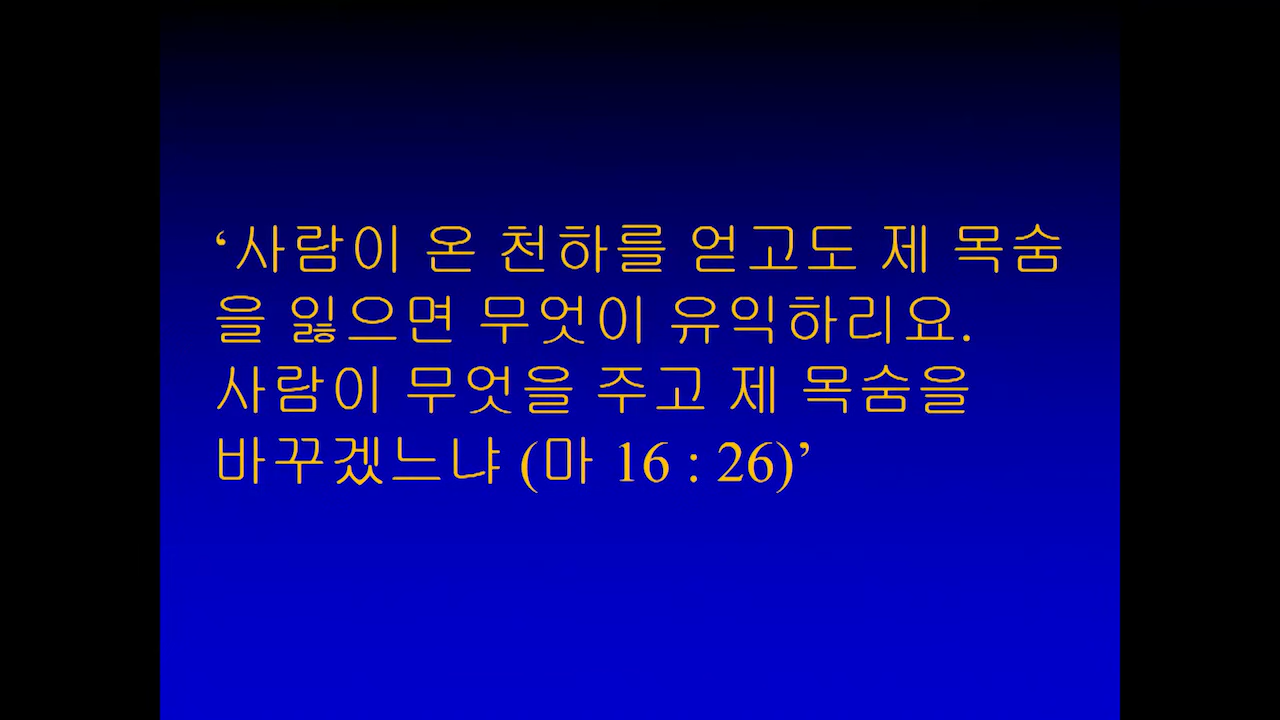 ‘사람이 온 천하를 얻고도 제 목숨
을 잃으면 무엇이 유익하리요.
사람이 무엇을 주고 제 목숨을
바꾸겠느냐 (마 16 : 26)’